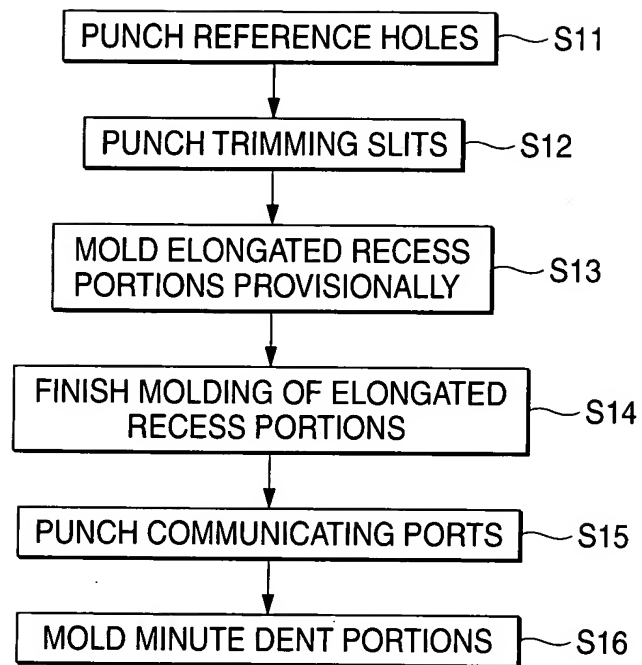 PUNCH REFERENCE HOLES S11
PUNCH TRIMMING SLITS S12
MOLD ELONGATED RECESS
PORTIONS PROVISIONALLY S13
FINISH MOLDING OF ELONGATED
RECESS PORTIONS S14
PUNCH COMMUNICATING PORTS S15
MOLD MINUTE DENT PORTIONS S16